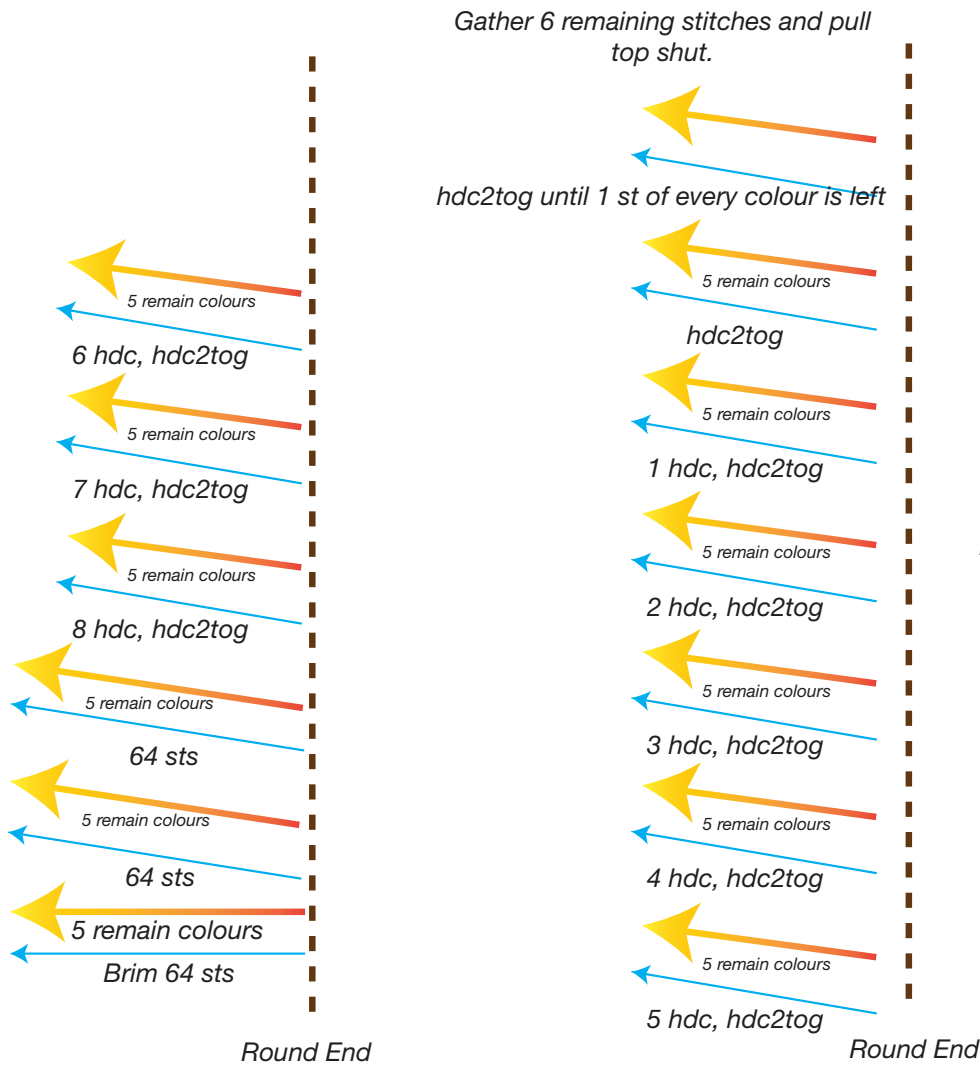 6 hdc, hdc2tog
5 remain colours
7 hdc, hdc2tog
5 remain colours
8 hdc, hdc2tog
5 remain colours
64 sts
5 remain colours
64 sts
5 remain colours
Brim 64 sts
5 remain colours
Round End
Gather 6 remaining stitches and pull
top shut.
hdc2tog until 1 st of every colour is left
5 remain colours
hdc2tog
5 remain colours
1 hdc, hdc2tog
5 remain colours
2 hdc, hdc2tog
5 remain colours
3 hdc, hdc2tog
5 remain colours
4 hdc, hdc2tog
5 remain colours
5 hdc, hdc2tog
Round End